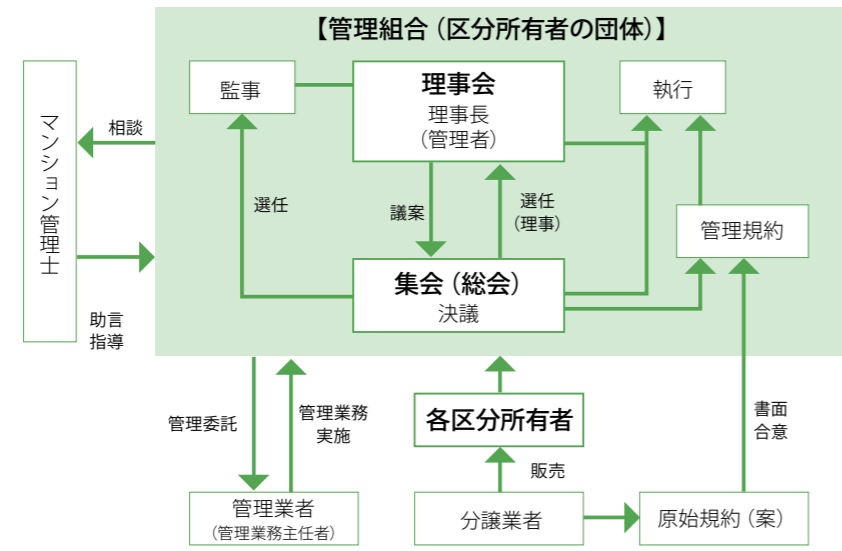 【管理組合（区分所有者の団体）】
監事
理事会
理事長
（管理者）
執行
マンション管理士
相談
選任
議案
選任
（理事）
管理規約
集会（総会）
決議
助言
指導
管理委託
管理業務
実施
各区分所有者
書面
合意
販売
管理業者
（管理業務主任者）
分譲業者
原始規約（案）